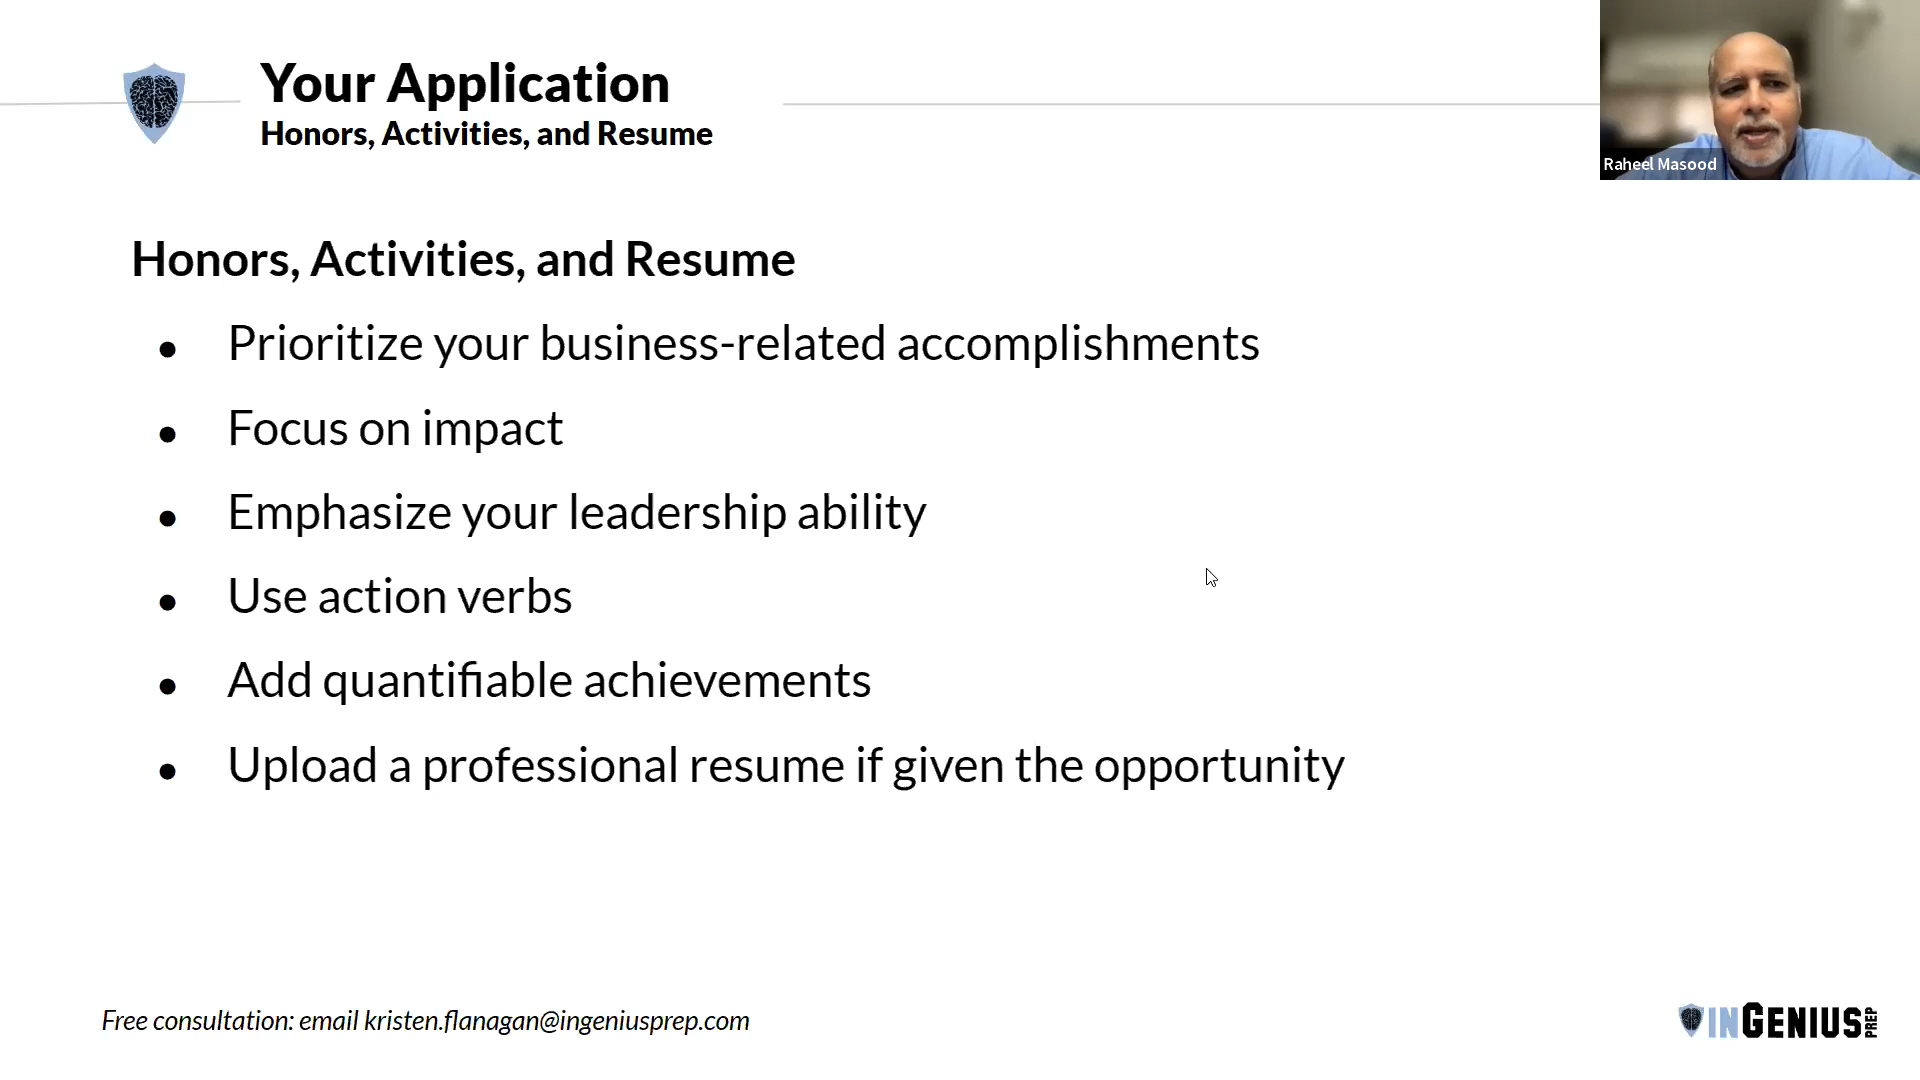 Your Application
Honors, Activities, and Resume
Raheel Masood
Honors, Activities, and Resume
● Prioritize your business-related accomplishments
● Focus on impact
● Emphasize your leadership ability
● Use action verbs
● Add quantifiable achievements
● Upload a professional resume if given the opportunity
Free consultation: email kristen.flanagan@ingeniusprep.com
INGENIUS PREP